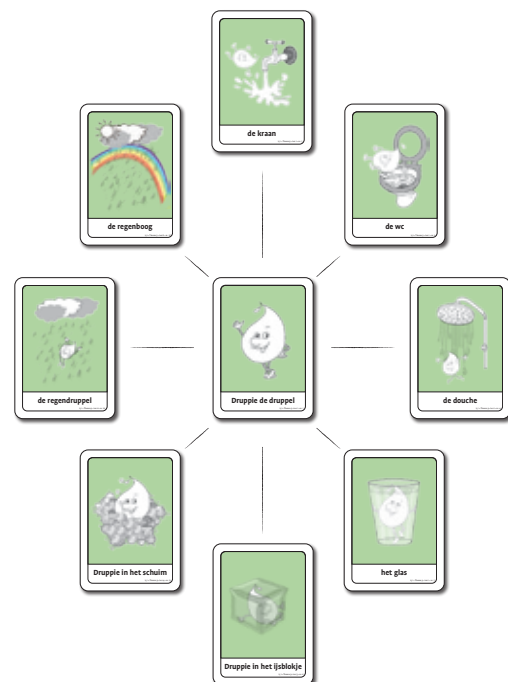 de kraan
de regenboog
de wc
de regendruppel
Druppie de druppel
de douche
Druppie in het schuim
het glas
Druppie in het ijsblokje